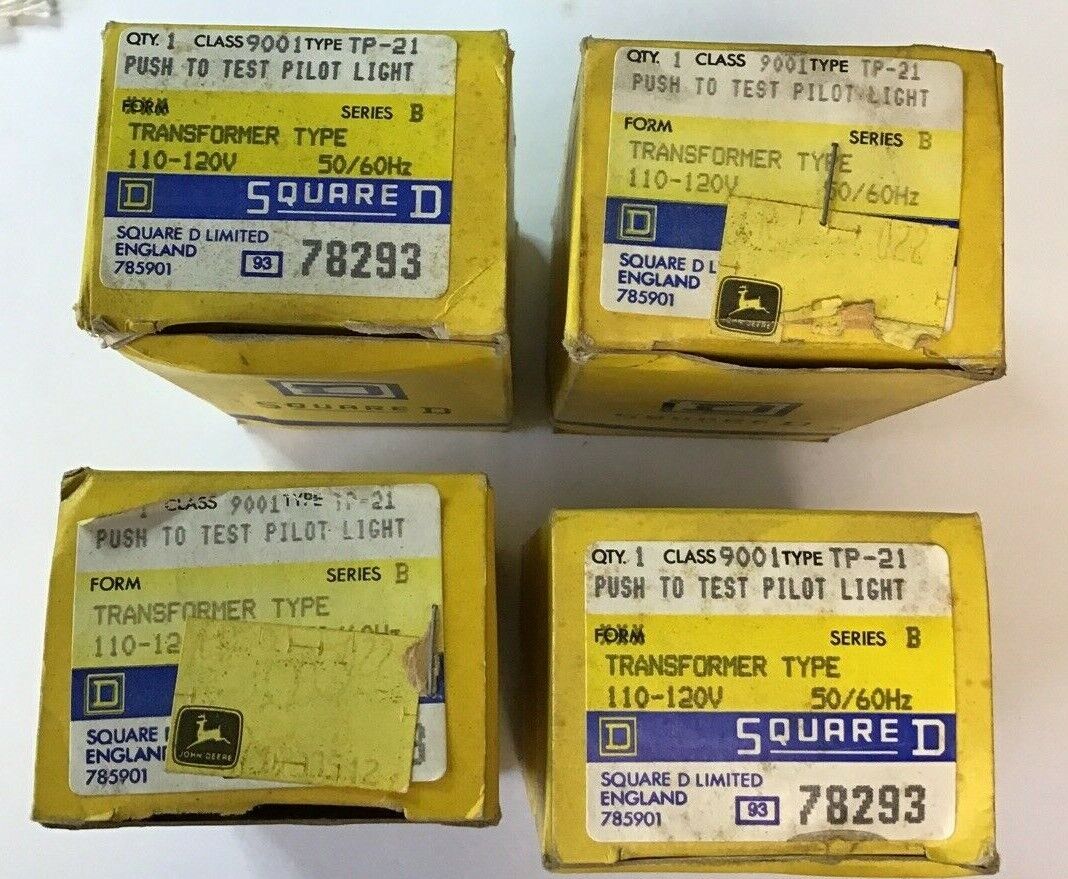 QTY. 1 CLASS 9001 TYPE TP-21
PUSH TO TEST PILOT LIGHT
FORM SERIES B
TRANSFORMER TYPE
110-120V 50/60Hz
SQUARE D
SQUARE D LIMITED
ENGLAND
785901 93 78293
SQUARE D
QTY. 1 CLASS 9001 TYPE TP-21
PUSH TO TEST PILOT LIGHT
FORM
SERIES B
TRANSFORMER TYPE
110-120V 50/60Hz
022
SQUARE D L
785901
JOHN DEERE
1 CLASS 9001 TYPE TP-21
PUSH TO TEST PILOT LIGHT
FORM SERIES B
TRANSFORMER TYPE
110-12
SQUARE
ENGLAN
785901
JOHN DEERE
QTY. 1 CLASS 9001 TYPE TP-21
PUSH TO TEST PILOT LIGHT
FORM SERIES B
TRANSFORMER TYPE
110-120V 50/60Hz
SQUARE D
SQUARE D LIMITED
ENGLAND
785901 93 78293